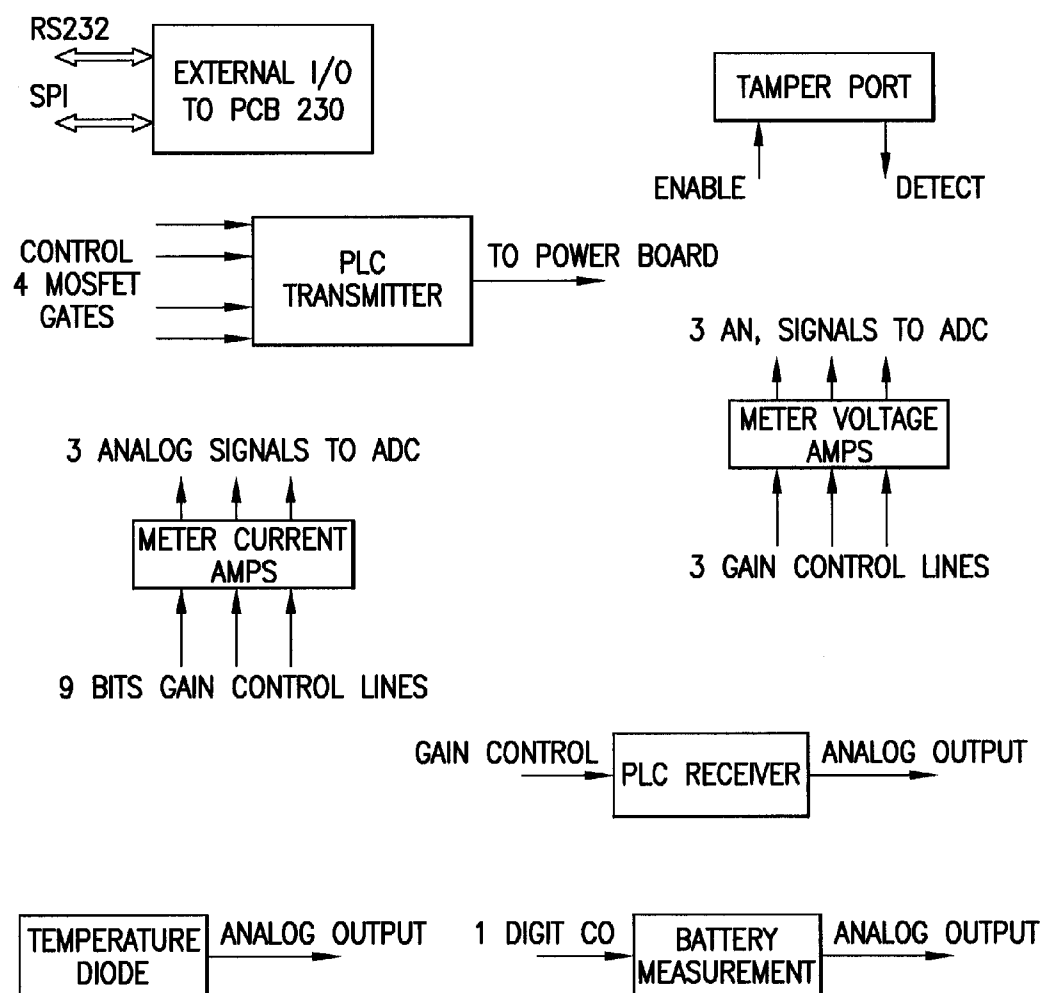 RS232
SPI
EXTERNAL I/O
TO PCB 230
TAMPER PORT
ENABLE
DETECT
CONTROL
4 MOSFET
GATES
PLC
TRANSMITTER
TO POWER BOARD
3 AN, SIGNALS TO ADC
METER VOLTAGE
AMPS
3 GAIN CONTROL LINES
3 ANALOG SIGNALS TO ADC
METER CURRENT
AMPS
9 BITS GAIN CONTROL LINES
GAIN CONTROL
PLC RECEIVER
ANALOG OUTPUT
TEMPERATURE
DIODE
ANALOG OUTPUT
1 DIGIT CO
BATTERY
MEASUREMENT
ANALOG OUTPUT